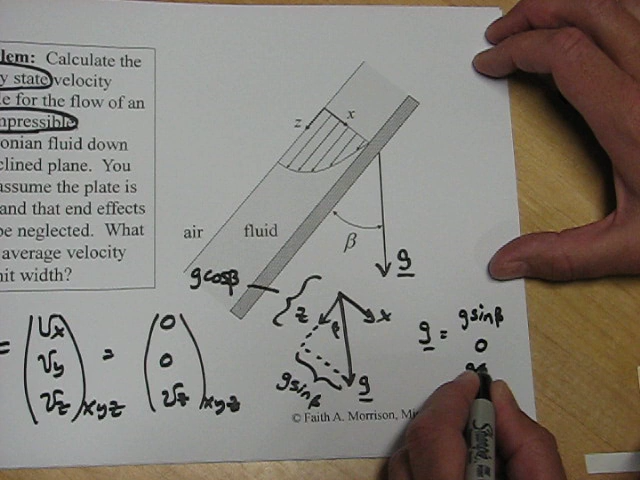 lem: Calculate the
y state velocity
e for the flow of an
mpressible
onian fluid down
clined plane. You
assume the plate is
and that end effects
be neglected. What
average velocity
nit width?
z
x
air
fluid
β
g
gcosβ
z
β
x
gsinβ
g
= (vx vy vz)xyz = (0 0 vz)xyz
g = gsinβ
0
© Faith A. Morrison, Mi
Sharpie